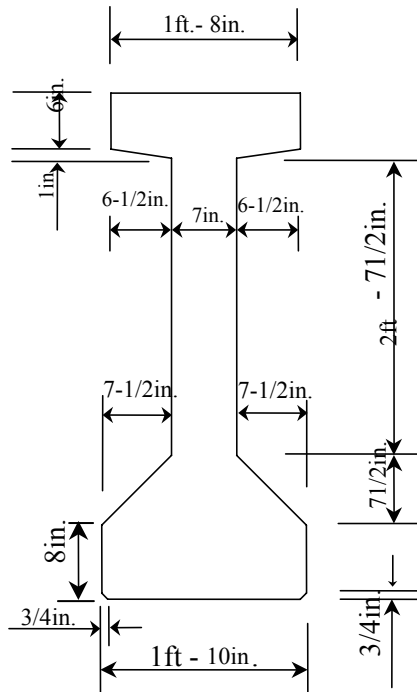 1ft.- 8in.
6in.
1in
6-1/2in.
7in.
6-1/2in.
2ft - 71/2in.
7-1/2in.
7-1/2in.
71/2in.
8in.
3/4in.
3/4in.
1ft - 10in.